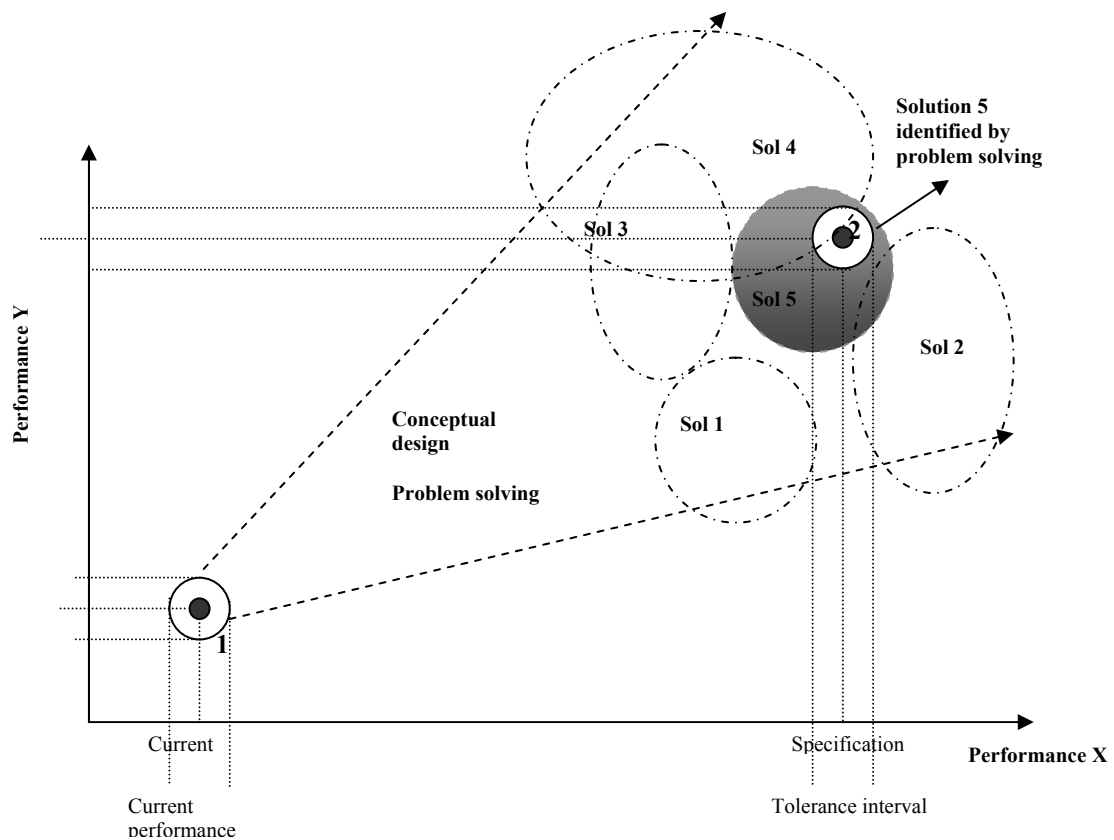 Solution 5
identified by
problem solving
Sol 4
Sol 3
2
Sol 5
Sol 2
Performance Y
Sol 1
Conceptual
design
Problem solving
1
Current
Specification
Performance X
Current
performance
Tolerance interval